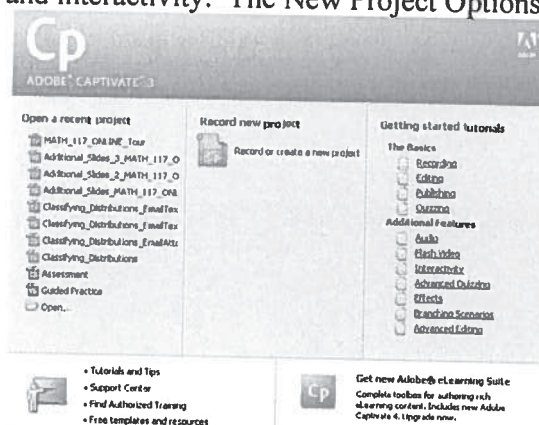 and interactivity. The New Project Options
Cp
ADOBE® CAPTIVATE® 3
Open a recent project
MATH_117_ONLINE_Tour
Additional_Slides_3_MATH_117_O
Additional_Slides_2_MATH_117_O
Additional_Slides_MATH_117_ONL
Classifying_Distributions_EmailTex
Classifying_Distributions_EmailTex
Classifying_Distributions_EmailAtta
Classifying_Distributions
Assessment
Guided Practice
Open...
Record new project
Record or create a new project
Getting started tutorials
The Basics
Recording
Editing
Publishing
Quizzing
Additional Features
Audio
Flash Video
Interactivity
Advanced Quizzing
Effects
Branching Scenarios
Advanced Editing
• Tutorials and Tips
• Support Center
• Find Authorized Training
• Free templates and resources
Cp
Get new Adobe® eLearning Suite
Complete toolbox for authoring rich
eLearning content. Includes new Adobe
Captivate 4. Upgrade now.